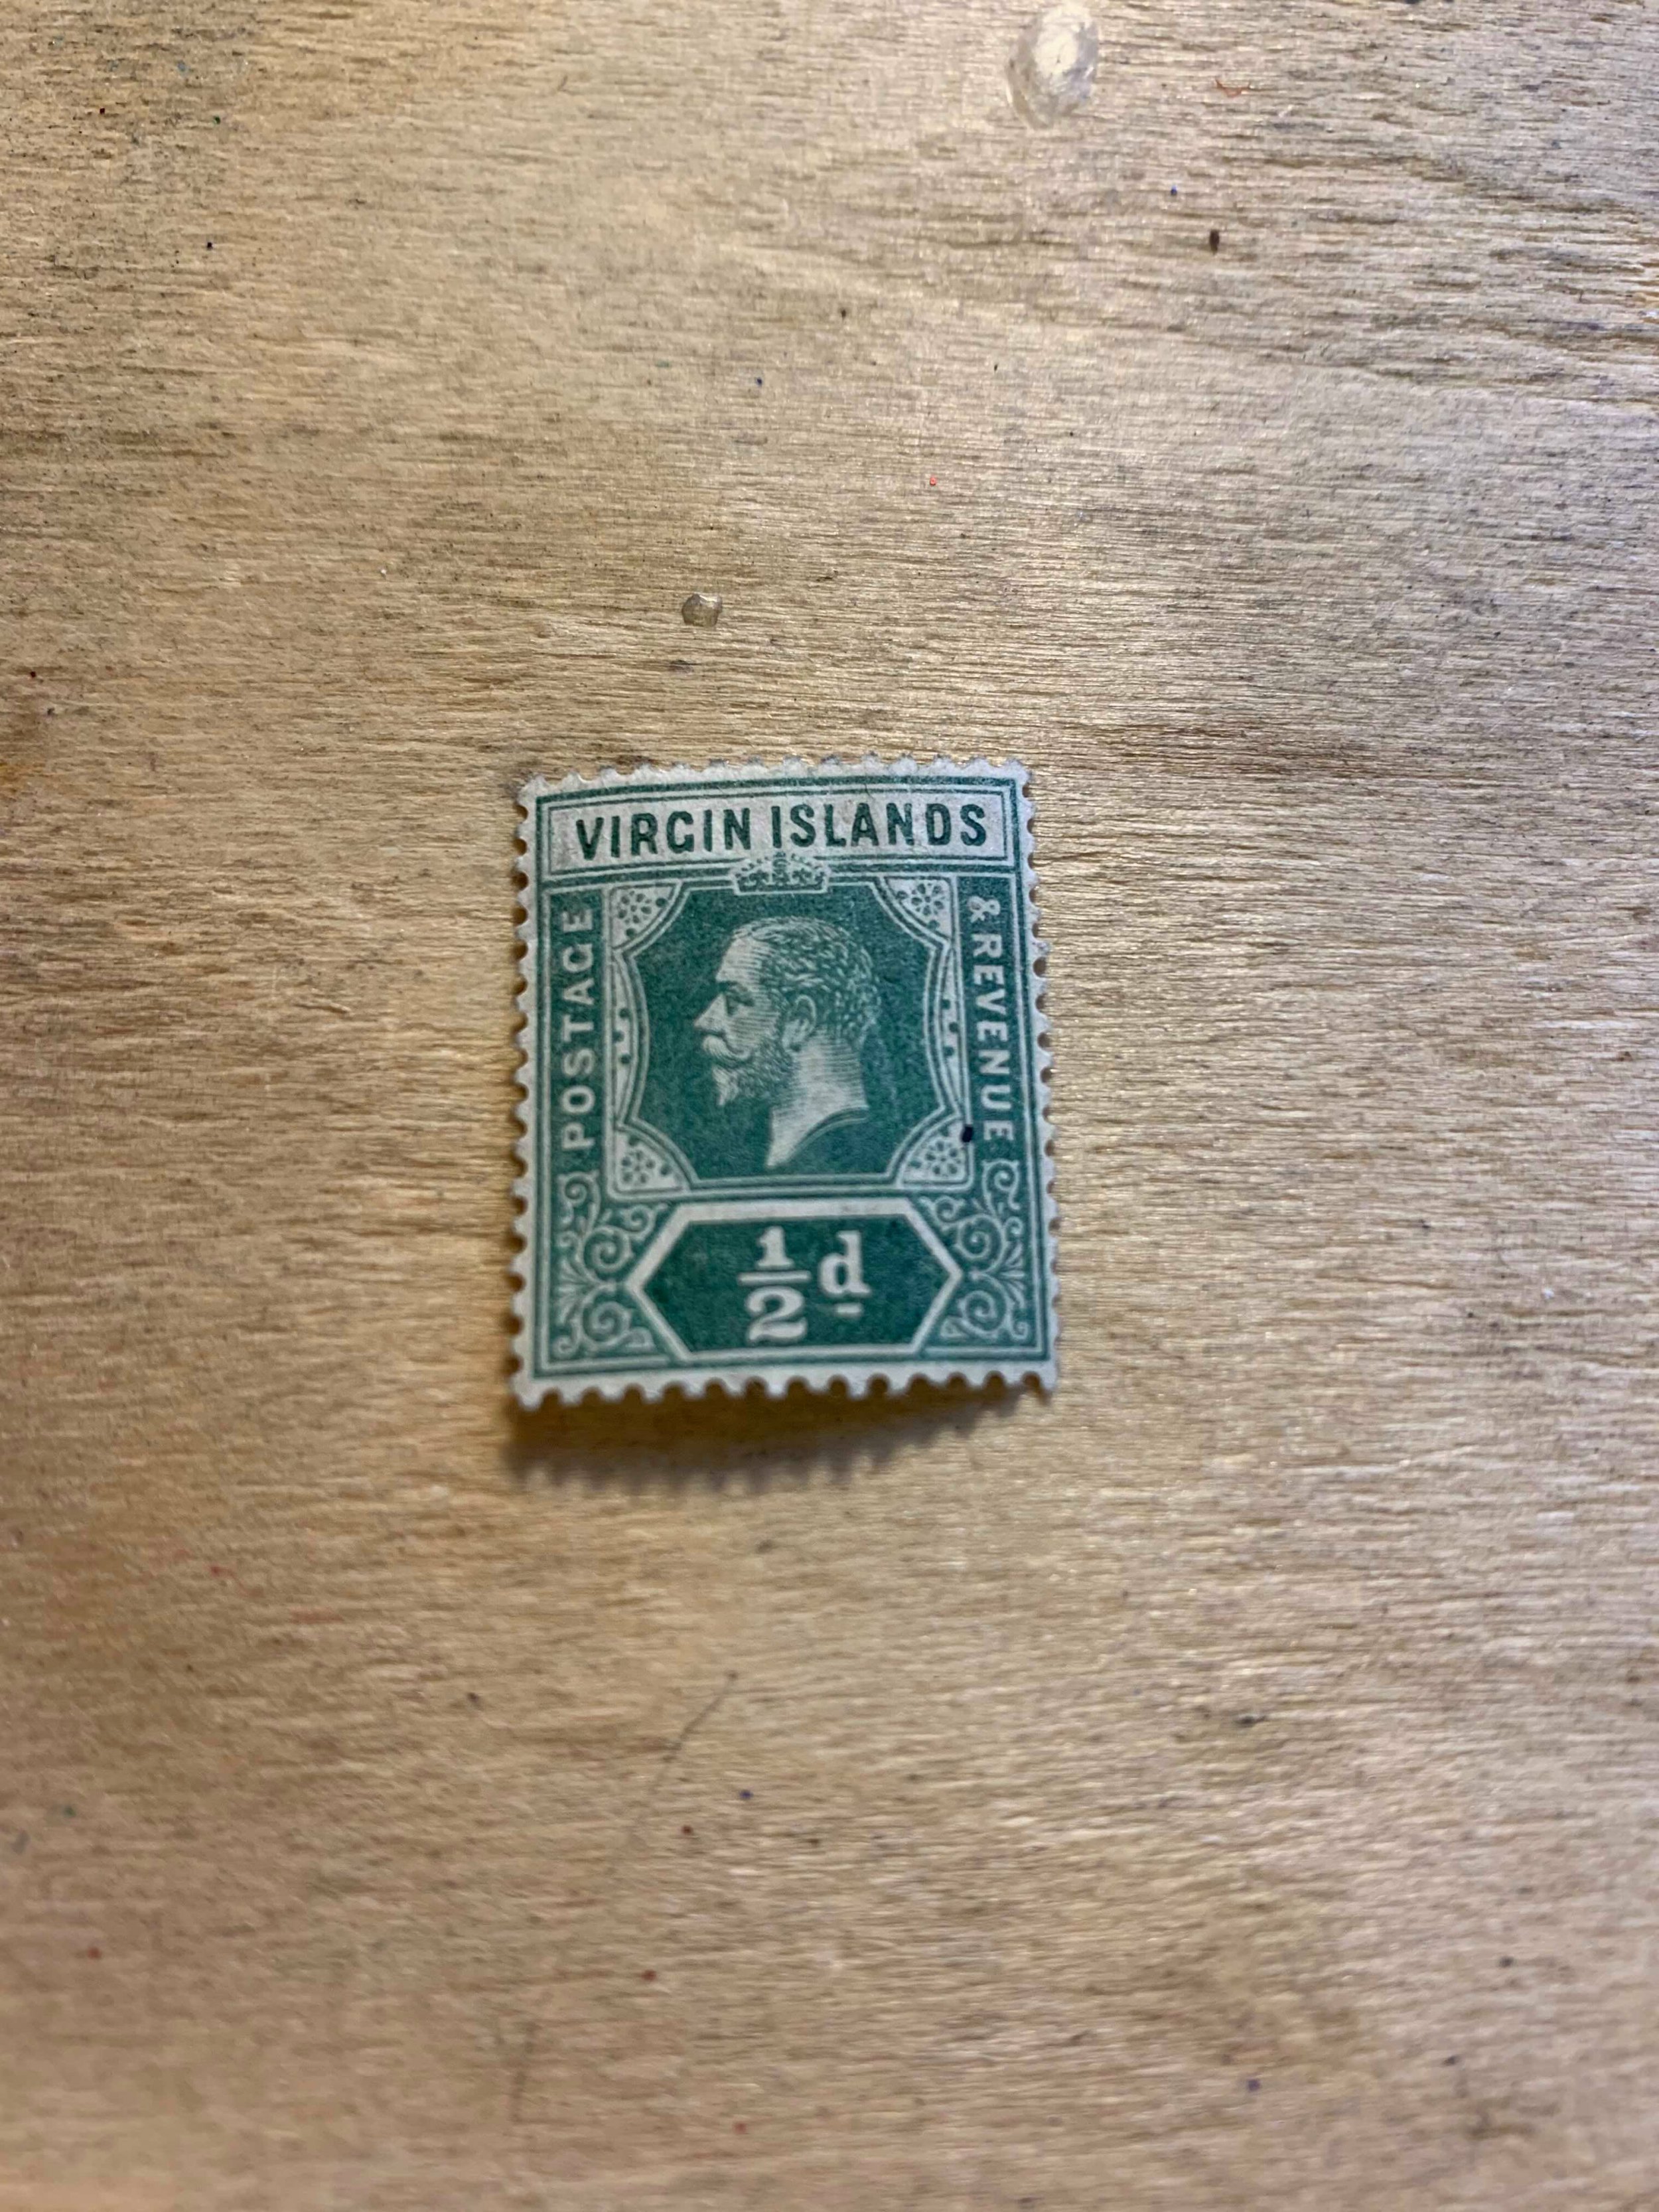 VIRGIN ISLANDS
POSTAGE
& REVENUE
½d